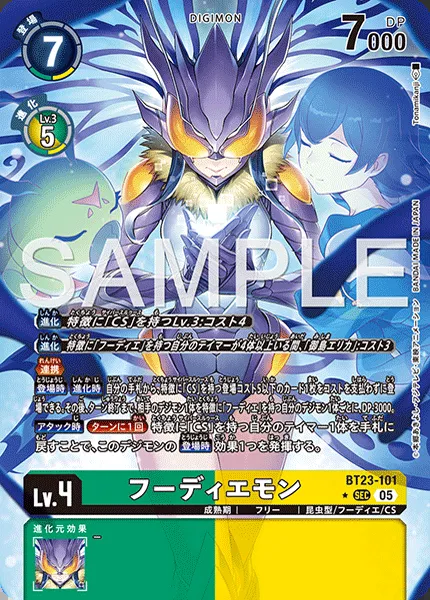 DIGIMON
登場
7
DP
7000
進化
Lv.3
5
Tonamikanji
SAMPLE
BANDAI MADE IN JAPAN
進化 特徴に「CS」を持つLv.3:コスト4
進化 特徴に「フーディエ」を持つ自分のテイマーが4体以上いる間、「御島エリカ」:コスト3
連携
登場時 進化時 自分の手札から、特徴に「CS」を持つ登場コスト5以下のカード1枚をコストを支払わずに登
場できる。その後、ターン終了まで、相手のデジモン1体を特徴に「フーディエ」を持つ自分のデジモン1体ごとに、DP-3000。
アタック時 ターンに1回 特徴に「CS」を持つ自分のテイマー1体を手札に
戻すことで、このデジモンの 登場時 効果1つを発揮する。
BT23-101
Lv.4
フーディエモン
SEC 05
成熟期 フリー 昆虫型/フーディエ/CS
進化元効果
-